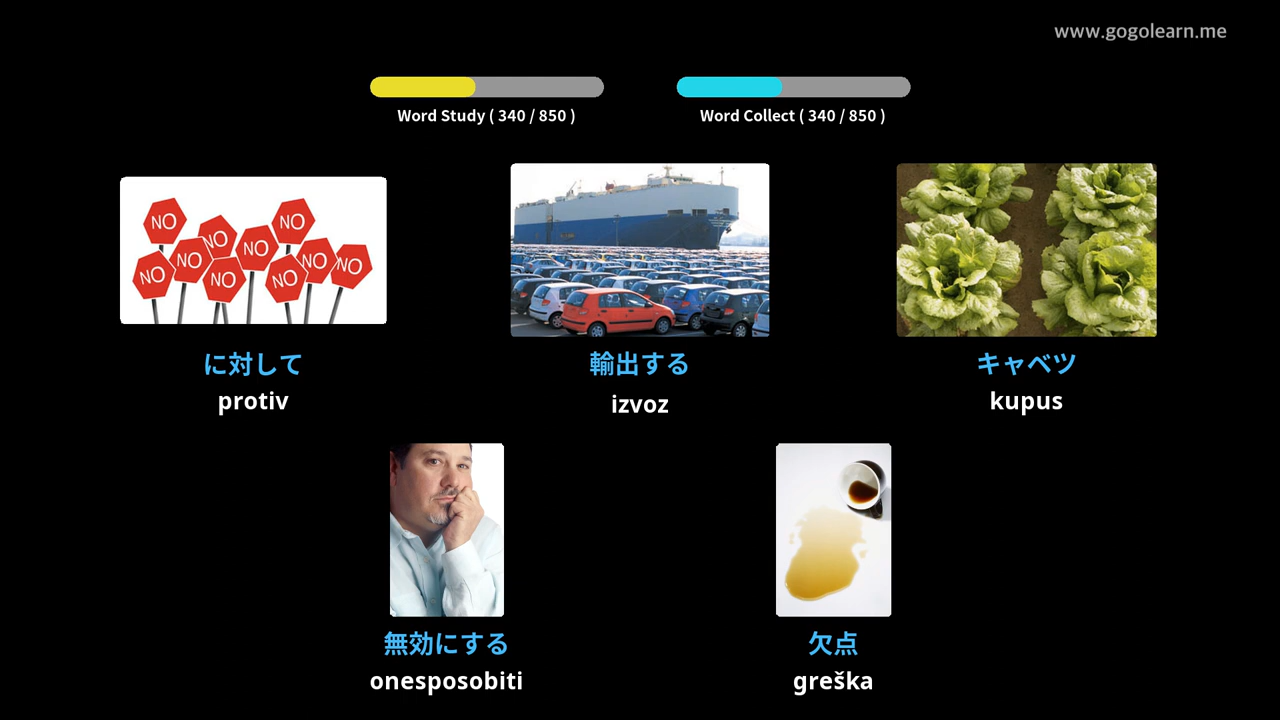 www.gogolearn.me
Word Study ( 340 / 850 )
Word Collect ( 340 / 850 )
NO
NO
NO
NO
NO
NO
NO
NO
NO
に対して
protiv
輸出する
izvoz
キャベツ
kupus
無効にする
onesposobiti
欠点
greška